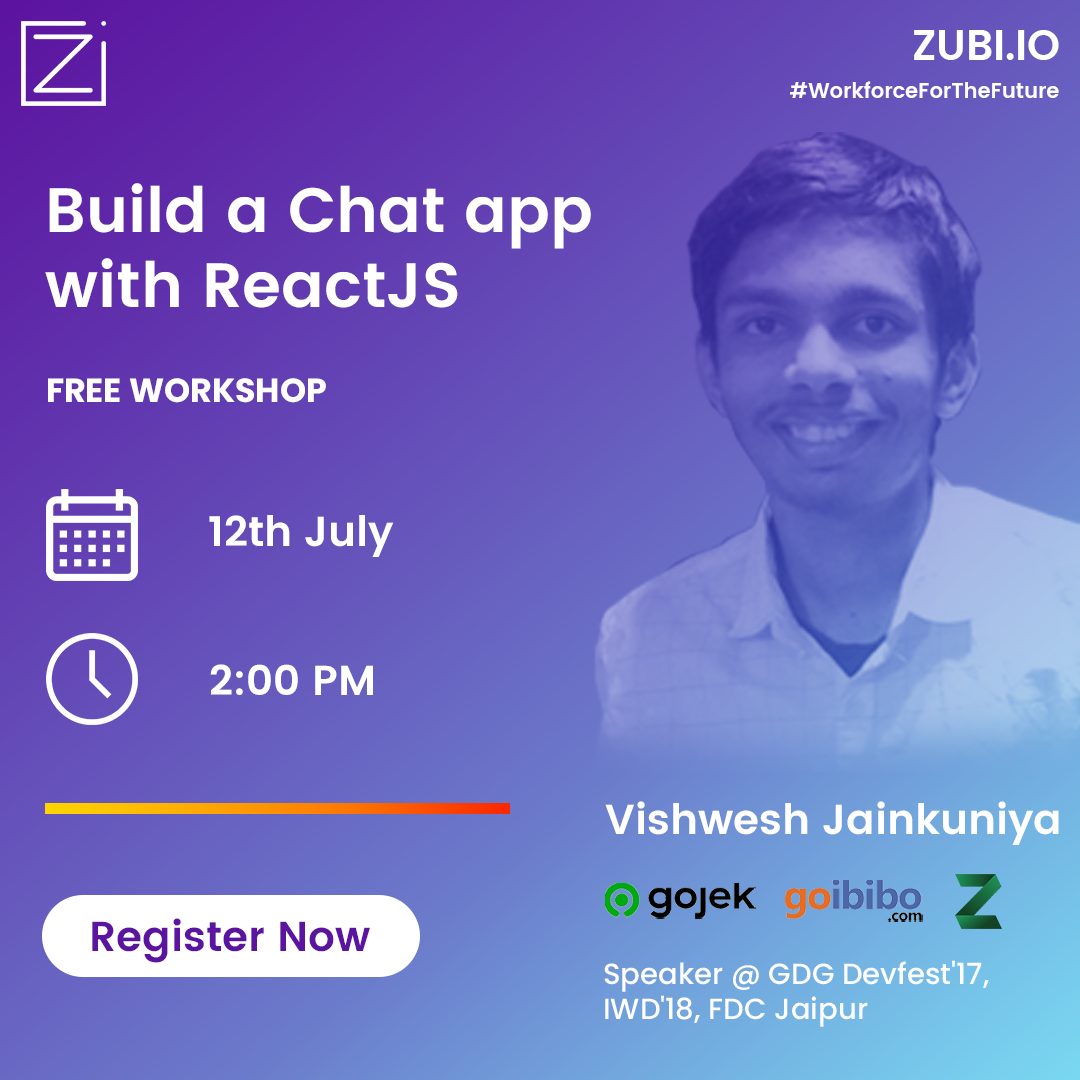 Z
ZUBI.IO
#WorkforceForTheFuture
Build a Chat app
with ReactJS
FREE WORKSHOP
12th July
2:00 PM
Vishwesh Jainkuniya
gojek goibibo Z
.com
Register Now
Speaker @ GDG Devfest'17,
IWD'18, FDC Jaipur